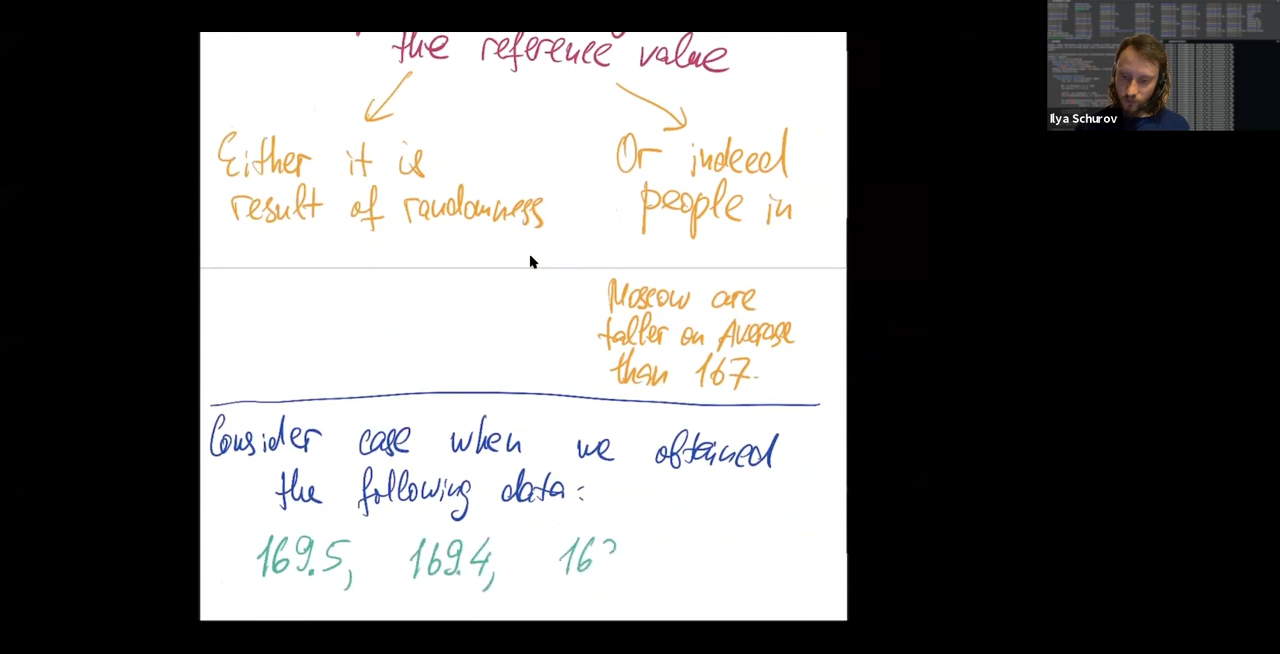 the reference value
Either it is
result of randomness
Or indeed
people in
Moscow are
taller on Average
than 167.
Consider case when we obtained
the following data:
169.5, 169.4, 16
Ilya Schurov